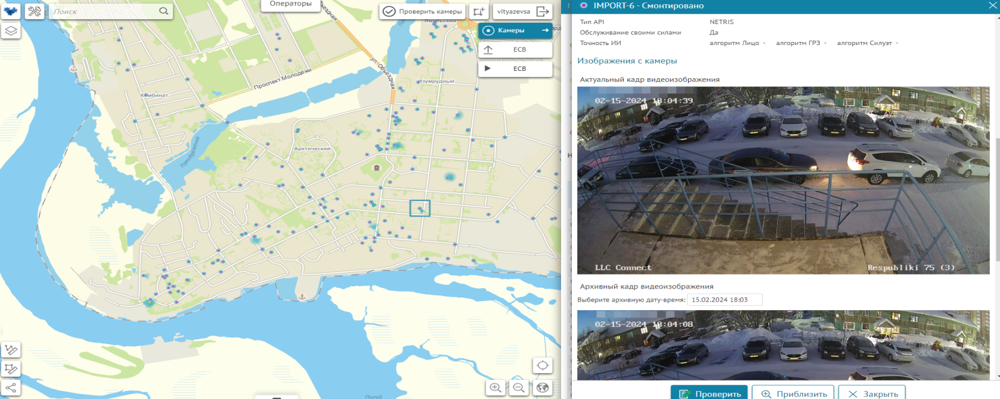 Операторы
Поиск
Проверить камеры
vityazevsa
Камеры
ЕСВ
ЕСВ
Ямальский
ул. Объездная
Проспект Молодёжи
Изумрудный
Комбинат
Арктический
Преображенка
Полуй
IMPORT-6 - Смонтировано
Тип API NETRIS
Обслуживание своими силами Да
Точность ИИ алгоритм Лицо - алгоритм ГРЗ - алгоритм Силуэт -
Изображения с камеры
Актуальный кадр видеоизображения
02-15-2024 18:04:39
LLC Connect Respubliki 75 (3)
Архивный кадр видеоизображения
Выберите архивную дату-время: 15.02.2024 18:03
02-15-2024 18:04:08
Проверить Приблизить Закрыть